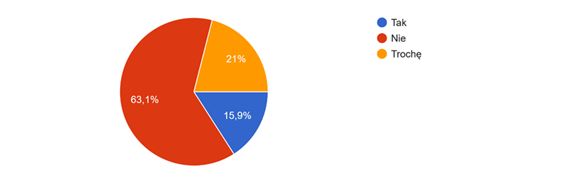 Tak
Nie
Trochę
21%
63,1%
15,9%